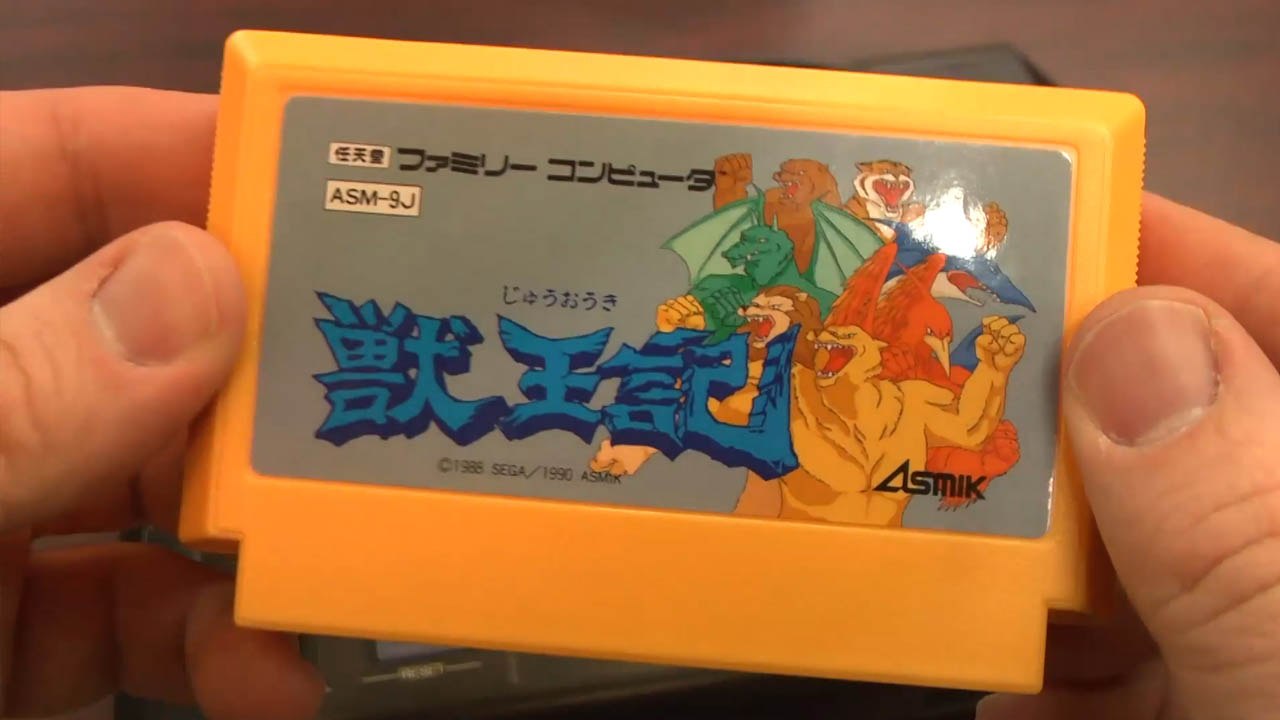 任天堂 ファミリー コンピュータ
ASM-9J
じゅうおうき
獣王記
©1988 SEGA/1990 ASMIK
ASMIK
RESET